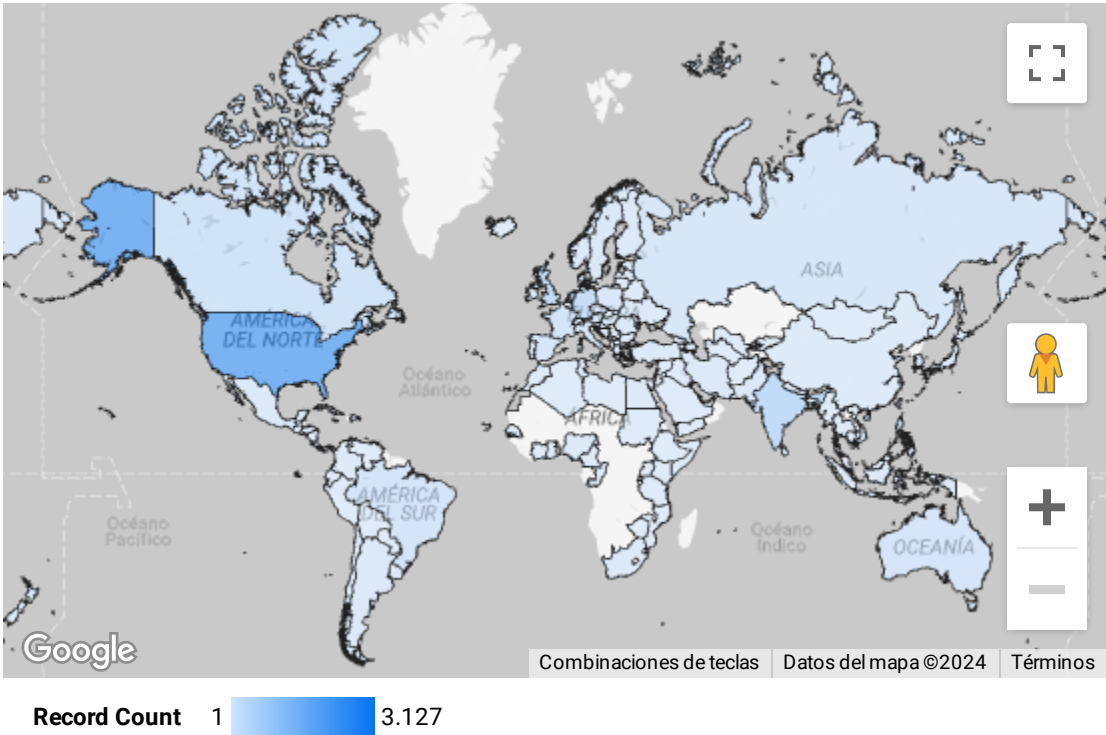 ASIA
AMÉRICA
DEL NORTE
Océano
Atlántico
ÁFRICA
AMÉRICA
DEL SUR
Océano
Pacífico
Océano
Índico
OCEANÍA
Google
Combinaciones de teclas
Datos del mapa ©2024
Términos
Record Count 1 3.127